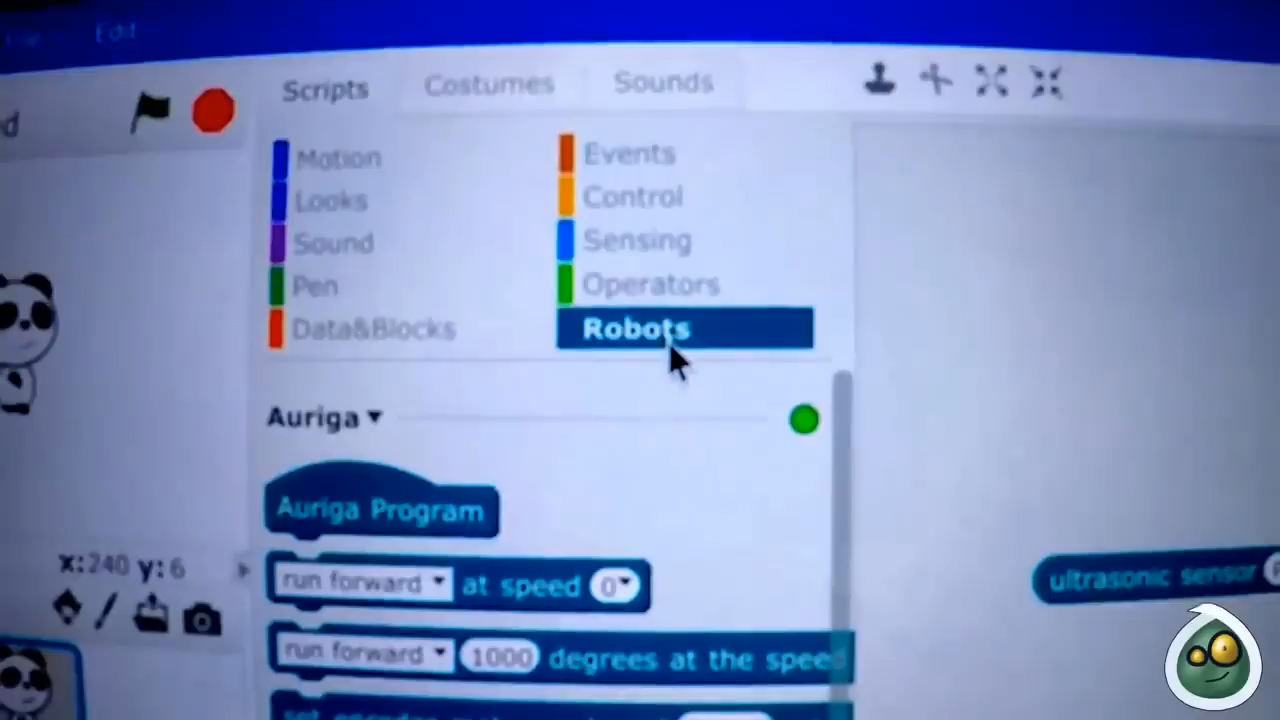 Edit
Scripts Costumes Sounds
d
Motion Events
Looks Control
Sound Sensing
Pen Operators
Data&Blocks Robots
Auriga
Auriga Program
x:240 y:6
run forward at speed 0
ultrasonic sensor
run forward 1000 degrees at the speed